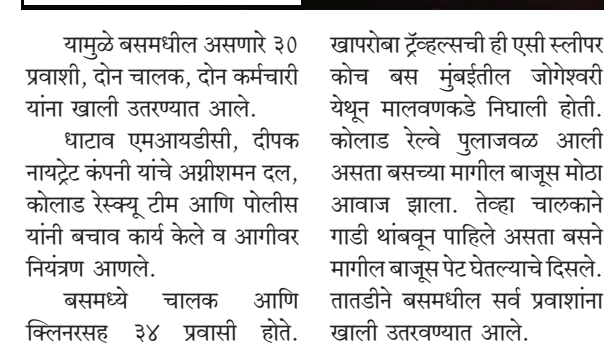 यामुळे बसमधील असणारे ३०
प्रवाशी, दोन चालक, दोन कर्मचारी
यांना खाली उतरण्यात आले.
धाटाव एमआयडीसी, दीपक
नायट्रेट कंपनी यांचे अग्नीशमन दल,
कोलाड रेस्क्यू टीम आणि पोलीस
यांनी बचाव कार्य केले व आगीवर
नियंत्रण आणले.
बसमध्ये चालक आणि
क्लिनरसह ३४ प्रवासी होते.
खापरोबा ट्रॅव्हल्सची ही एसी स्लीपर
कोच बस मुंबईतील जोगेश्वरी
येथून मालवणकडे निघाली होती.
कोलाड रेल्वे पुलाजवळ आली
असता बसच्या मागील बाजूस मोठा
आवाज झाला. तेव्हा चालकाने
गाडी थांबवून पाहिले असता बसने
मागील बाजूस पेट घेतल्याचे दिसले.
तातडीने बसमधील सर्व प्रवाशांना
खाली उतरवण्यात आले.